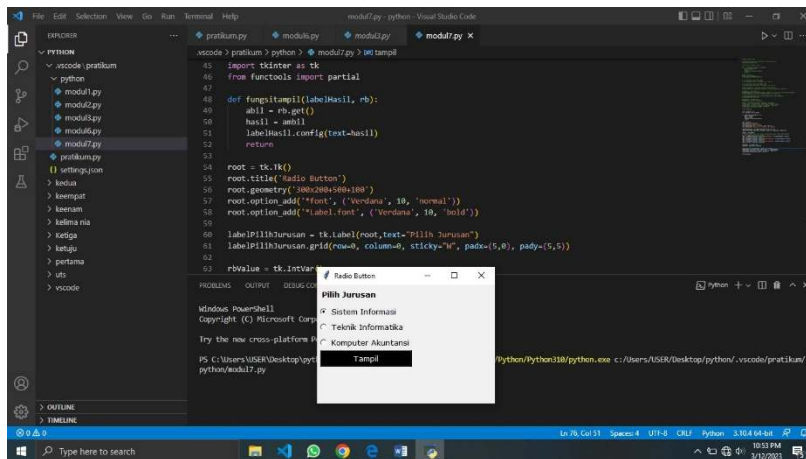 File Edit Selection View Go Run Terminal Help
modul7.py - python - Visual Studio Code
EXPLORER
pratikum.py modul6.py modul3.py modul7.py
.vscode > pratikum > python > modul7.py > tampil
PYTHON
.vscode \ pratikum
python
modul1.py
modul2.py
modul3.py
modul6.py
modul7.py
pratikum.py
settings.json
kedua
keempat
keenam
kelima nia
Ketiga
ketuju
pertama
uts
vscode
OUTLINE
TIMELINE
45 import tkinter as tk
46 from functools import partial
47
48 def fungsitampil(labelHasil, rb):
49 abil = rb.get()
50 hasil = ambil
51 labelHasil.config(text=hasil)
52 return
53
54 root = tk.Tk()
55 root.title('Radio Button')
56 root.geometry('300x200+500+100')
57 root.option_add('*font', ('Verdana', 10, 'normal'))
58 root.option_add('*Label.font', ('Verdana', 10, 'bold'))
59
60 labelPilihJurusan = tk.Label(root,text="Pilih Jurusan")
61 labelPilihJurusan.grid(row=0, column=0, sticky="W", padx=(5,0), pady=(5,5))
62
63 rbValue = tk.IntVar
PROBLEMS OUTPUT DEBUG CO
Python
Windows PowerShell
Copyright (C) Microsoft Corp
Try the new cross-platform P
PS C:\Users\USER\Desktop\pyt /Python/Python310/python.exe c:/Users/USER/Desktop/python/.vscode/pratikum/
python/modul7.py
Radio Button
Pilih Jurusan
Sistem Informasi
Teknik Informatika
Komputer Akuntansi
Tampil
0 0
Ln 76, Col 51 Spaces: 4 UTF-8 CRLF Python 3.10.4 64-bit
Type here to search
10:53 PM
3/12/2023